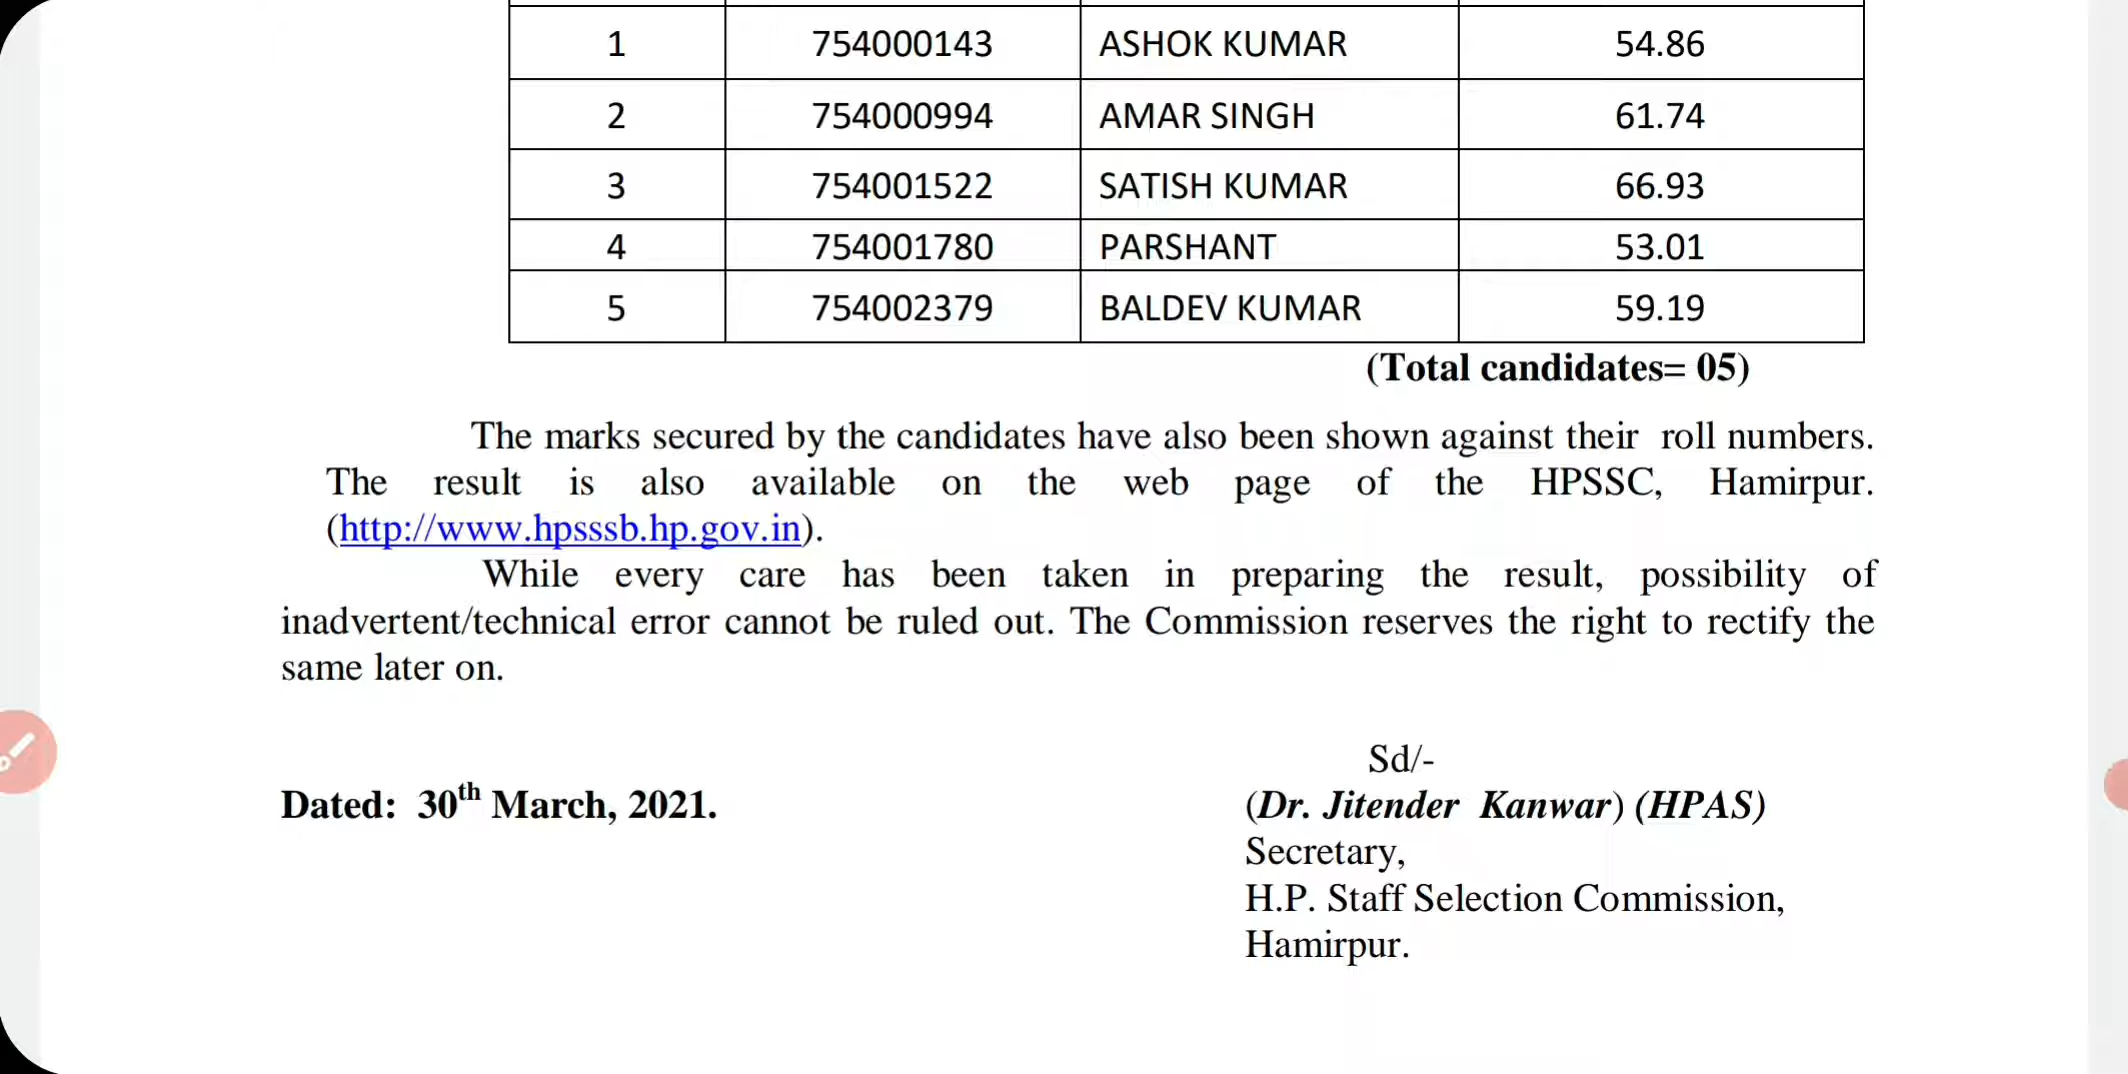 1 754000143 ASHOK KUMAR 54.86
2 754000994 AMAR SINGH 61.74
3 754001522 SATISH KUMAR 66.93
4 754001780 PARSHANT 53.01
5 754002379 BALDEV KUMAR 59.19
(Total candidates= 05)
The marks secured by the candidates have also been shown against their roll numbers.
The result is also available on the web page of the HPSSC, Hamirpur.
(http://www.hpsssb.hp.gov.in).
While every care has been taken in preparing the result, possibility of
inadvertent/technical error cannot be ruled out. The Commission reserves the right to rectify the
same later on.
Sd/-
Dated: 30th March, 2021. (Dr. Jitender Kanwar) (HPAS)
Secretary,
H.P. Staff Selection Commission,
Hamirpur.